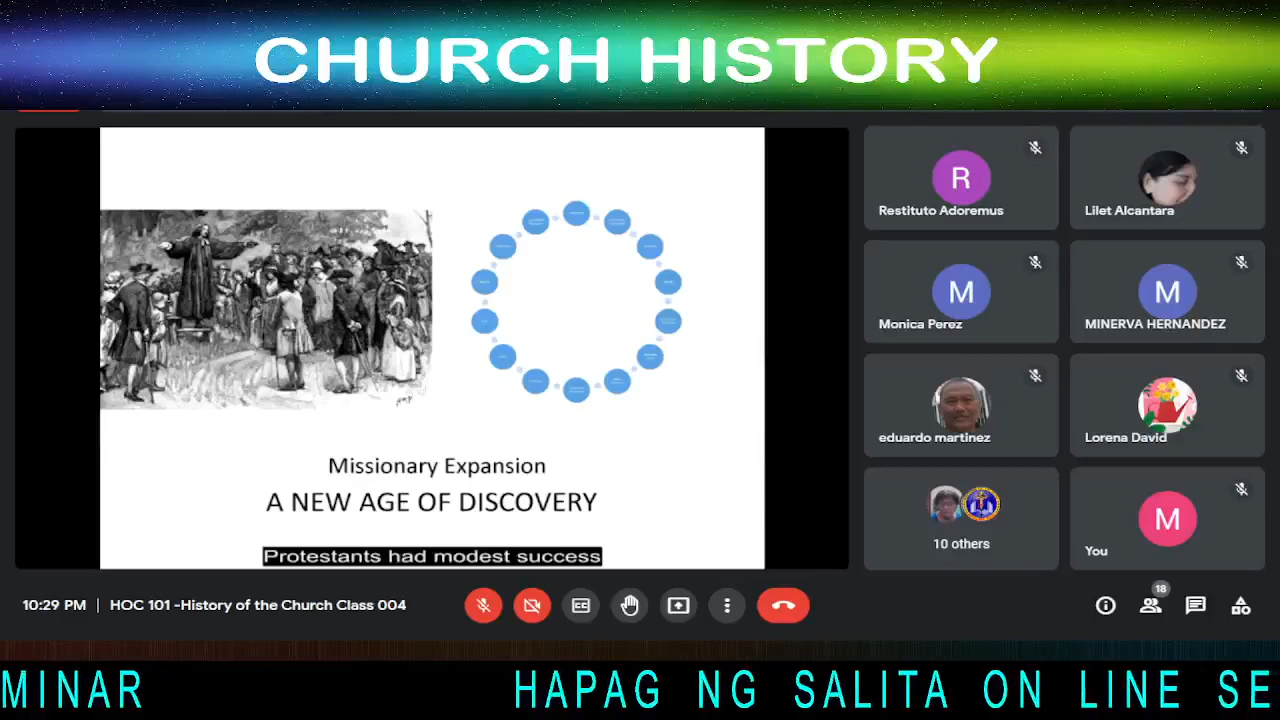 CHURCH HISTORY
Missionary Expansion
A NEW AGE OF DISCOVERY
Protestants had modest success
R
Restituto Adoremus
Lilet Alcantara
M
Monica Perez
M
MINERVA HERNANDEZ
eduardo martinez
Lorena David
10 others
M
You
10:29 PM | HOC 101 -History of the Church Class 004
CC
18
MINAR HAPAG NG SALITA ON LINE SE